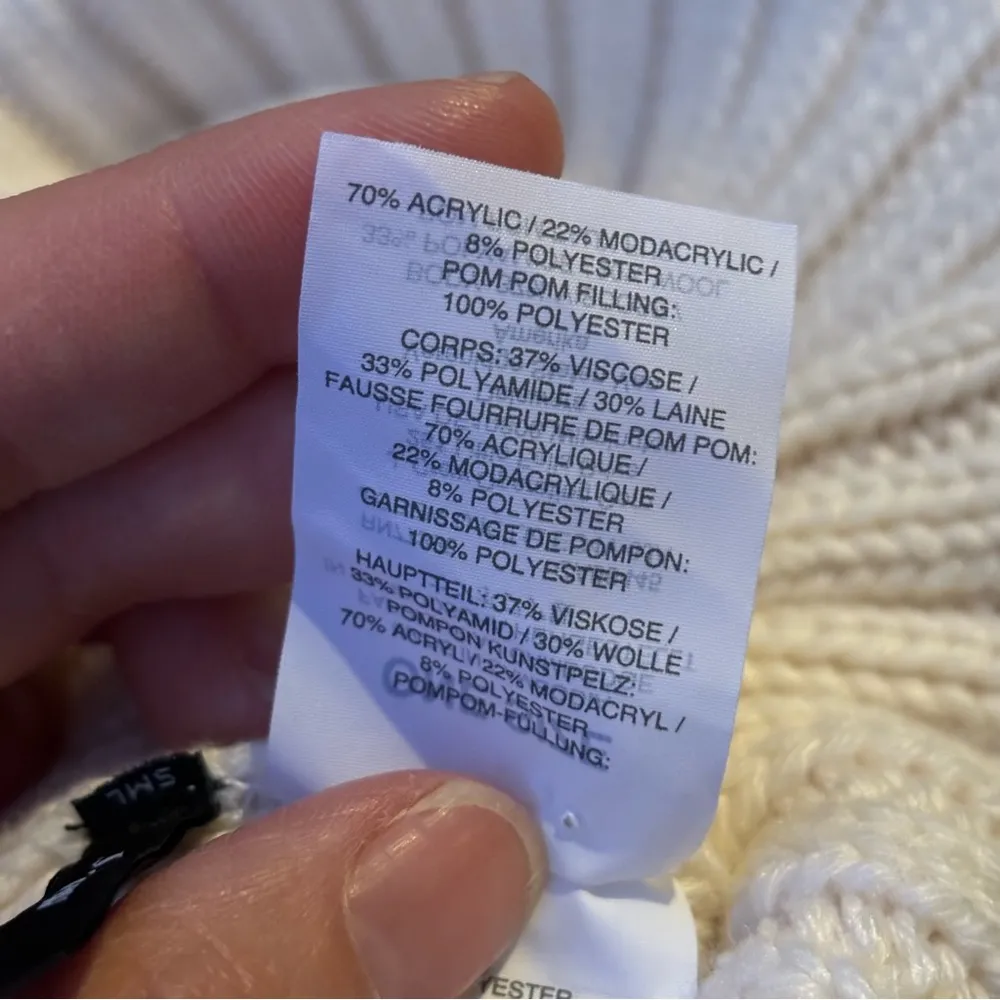 70% ACRYLIC / 22% MODACRYLIC /
8% POLYESTER
POM POM FILLING:
100% POLYESTER
CORPS: 37% VISCOSE /
33% POLYAMIDE / 30% LAINE
FAUSSE FOURRURE DE POM POM:
70% ACRYLIQUE /
22% MODACRYLIQUE /
8% POLYESTER
GARNISSAGE DE POMPON:
100% POLYESTER
HAUPTTEIL: 37% VISKOSE /
33% POLYAMID / 30% WOLLE
POMPON KUNSTPELZ:
70% ACRYL / 22% MODACRYL /
8% POLYESTER
POMPOM-FÜLLUNG:
SML